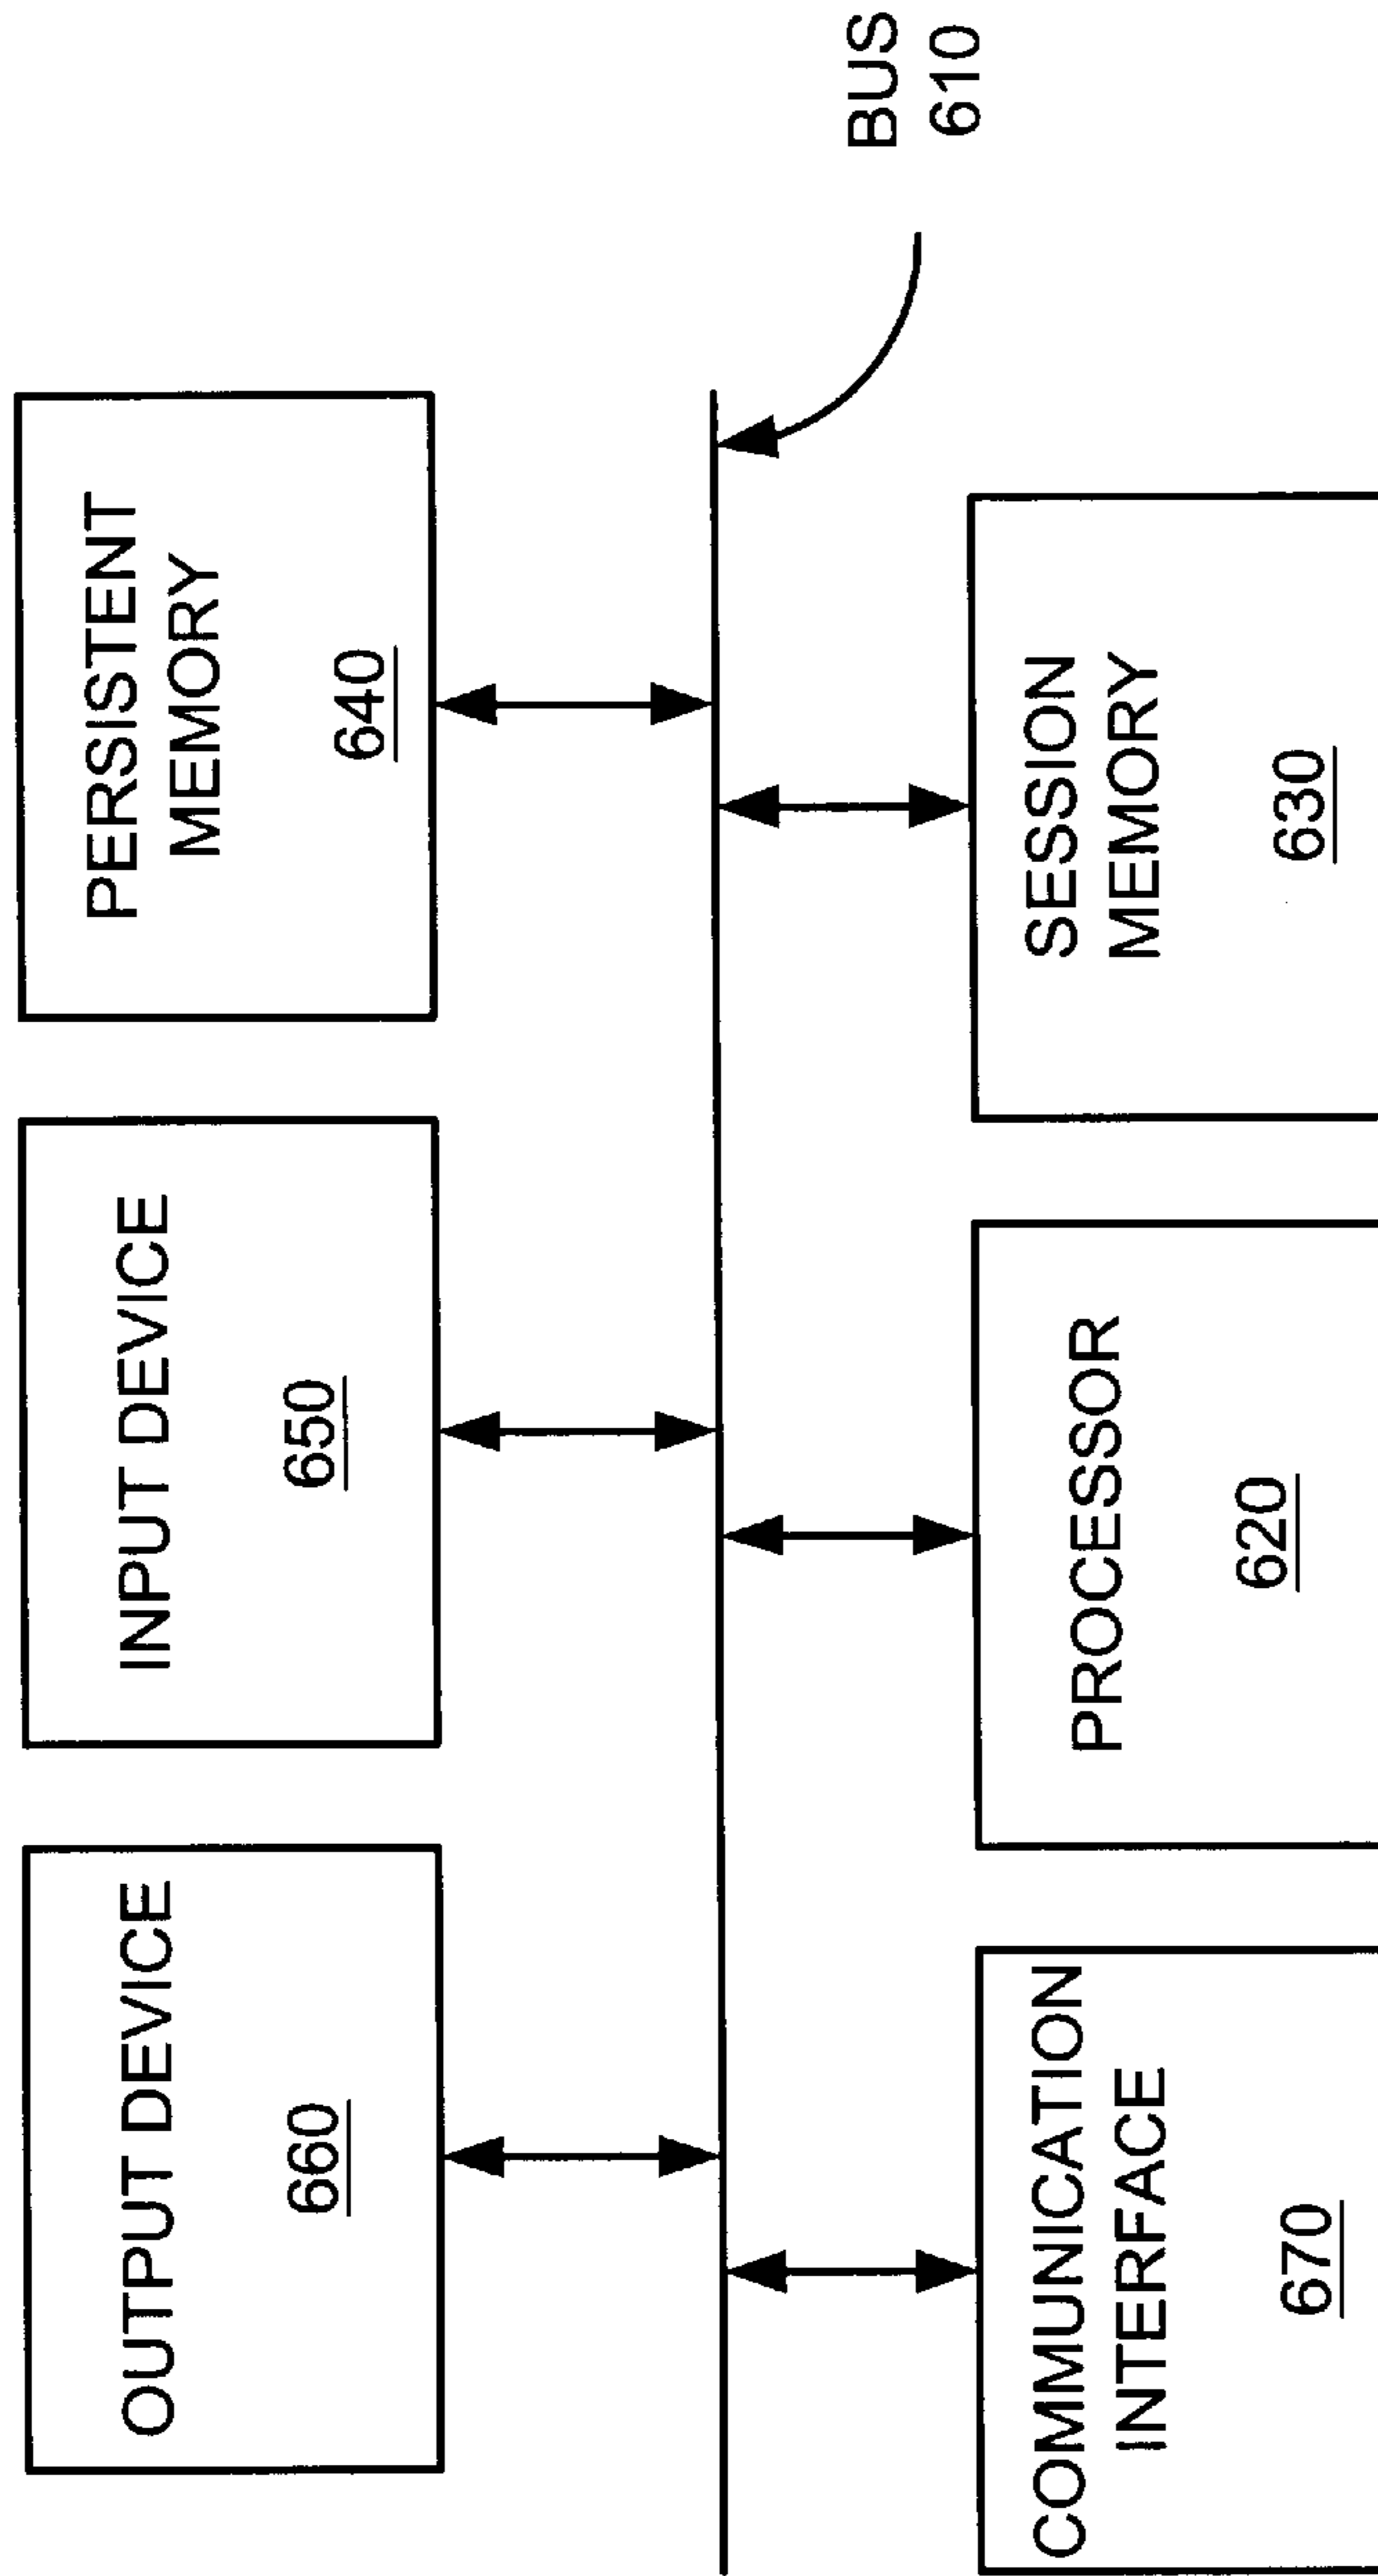 OUTPUT DEVICE
660
INPUT DEVICE
650
PERSISTENT
MEMORY
640
BUS
610
COMMUNICATION
INTERFACE
670
PROCESSOR
620
SESSION
MEMORY
630